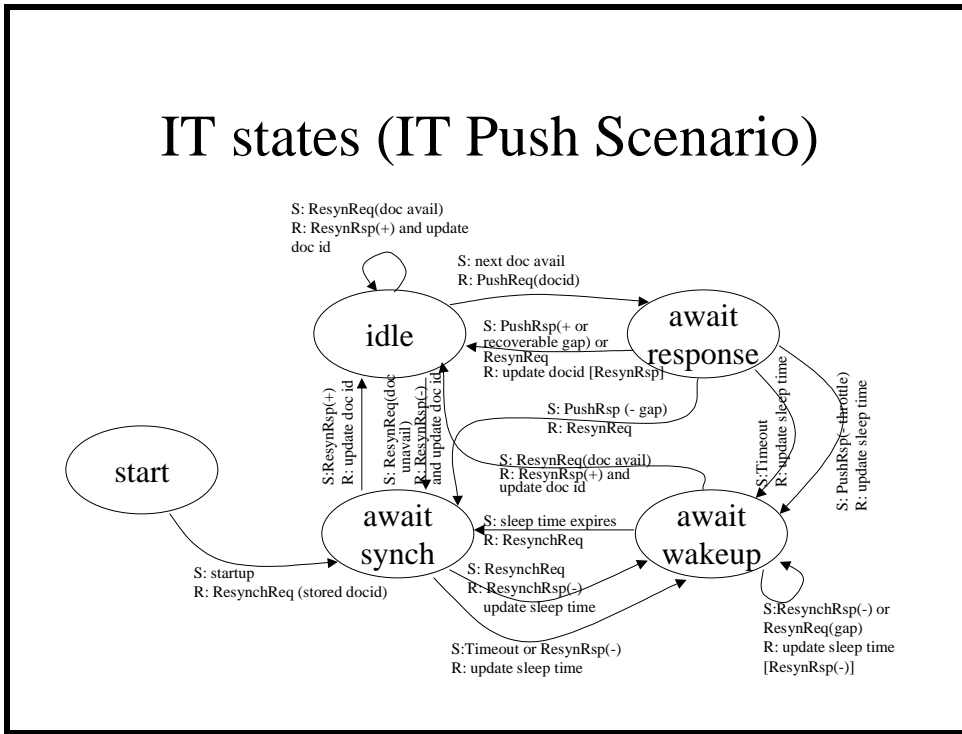 IT states (IT Push Scenario)
S: ResynReq(doc avail)
R: ResynRsp(+) and update
doc id
S: next doc avail
R: PushReq(docid)
idle
await
response
S: PushRsp(+ or
recoverable gap) or
ResynReq
R: update docid [ResynRsp]
S:ResynRsp(+)
R: update doc id
S: ResynReq(doc
unavail)
R: ResynRsp(-)
and update doc id
S: PushRsp (- gap)
R: ResynReq
S:Timeout
R: update sleep time
S: PushRsp(- throttle)
R: update sleep time
start
S: ResynReq(doc avail)
R: ResynRsp(+) and
update doc id
await
synch
S: sleep time expires
R: ResynchReq
await
wakeup
S: startup
R: ResynchReq (stored docid)
S: ResynchReq
R: ResynchRsp(-)
update sleep time
S:ResynchRsp(-) or
ResynReq(gap)
R: update sleep time
[ResynRsp(-)]
S:Timeout or ResynRsp(-)
R: update sleep time